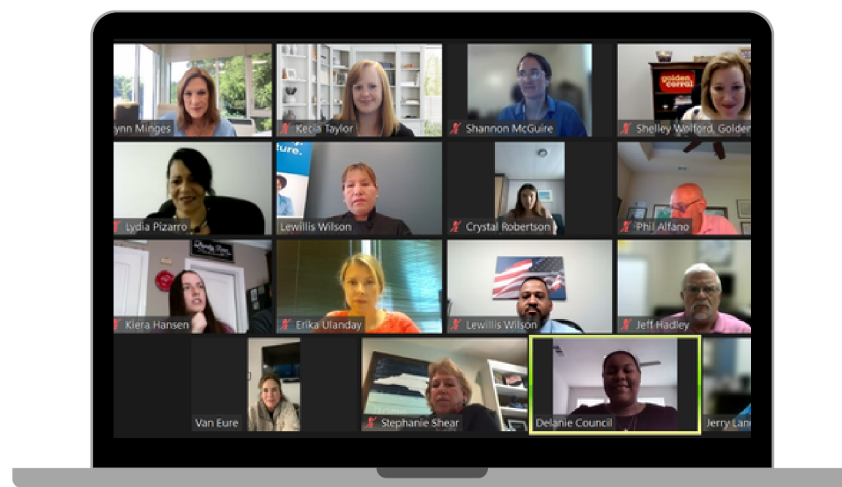 ynn Minges
Kecia Taylor
Shannon McGuire
Shelley Wolford, Golden
golden
corral
ture.
Lydia Pizarro
Lewillis Wilson
Crystal Robertson
Phil Alfano
Kiera Hansen
Erika Ulanday
Lewillis Wilson
Jeff Hadley
Van Eure
Stephanie Shear
Delanie Council
Jerry Lan